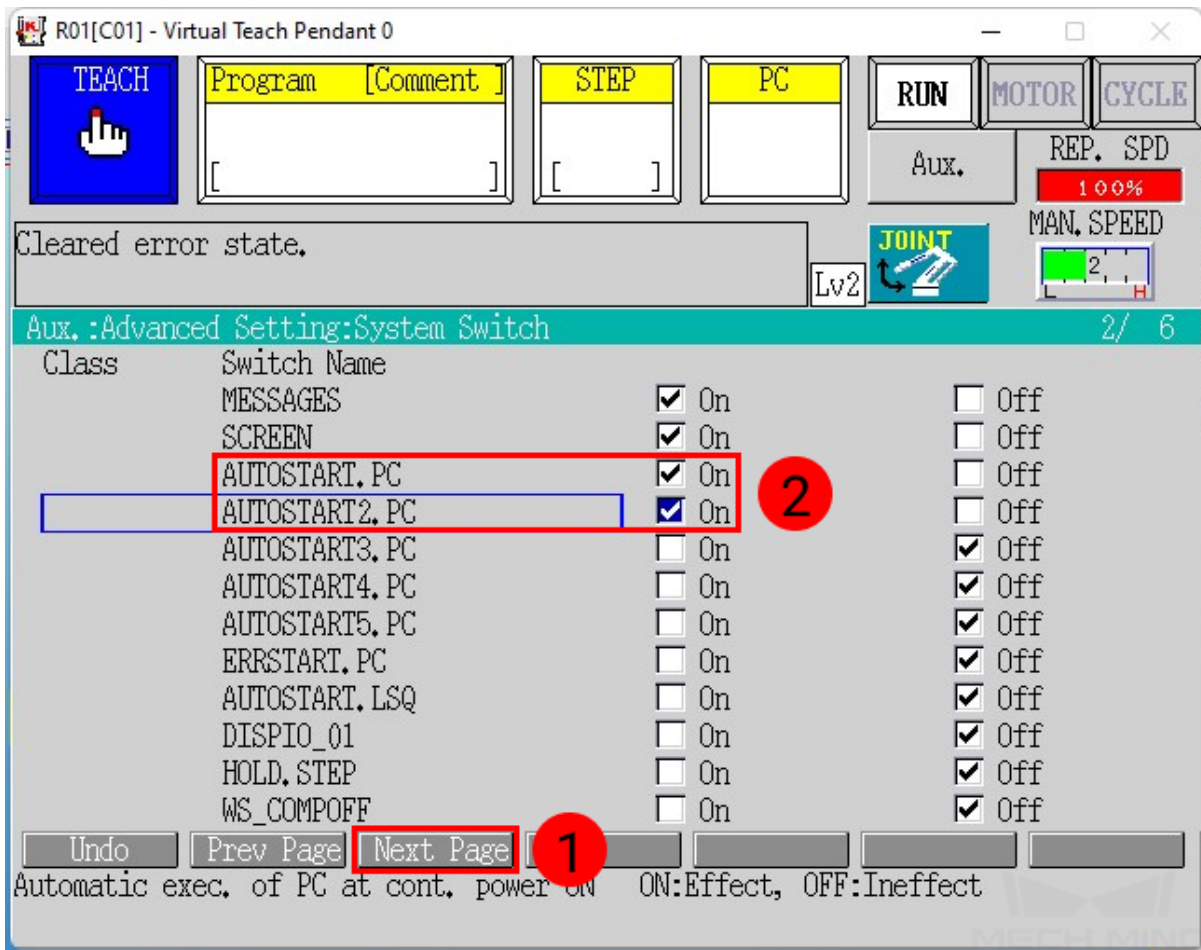 R01[C01] - Virtual Teach Pendant 0
TEACH
Program [Comment ]
[ ]
STEP
[ ]
PC
RUN
MOTOR
CYCLE
Aux.
REP. SPD
100%
Cleared error state.
Lv2
JOINT
MAN.SPEED
2
L H
Aux.:Advanced Setting:System Switch 2/ 6
Class Switch Name
MESSAGES On Off
SCREEN On Off
AUTOSTART.PC On Off
2
AUTOSTART2.PC On Off
AUTOSTART3.PC On Off
AUTOSTART4.PC On Off
AUTOSTART5.PC On Off
ERRSTART.PC On Off
AUTOSTART.LSQ On Off
DISPIO_01 On Off
HOLD.STEP On Off
WS_COMPOFF On Off
Undo Prev Page Next Page
1
Automatic exec. of PC at cont. power ON ON:Effect, OFF:Ineffect
MECH MIND